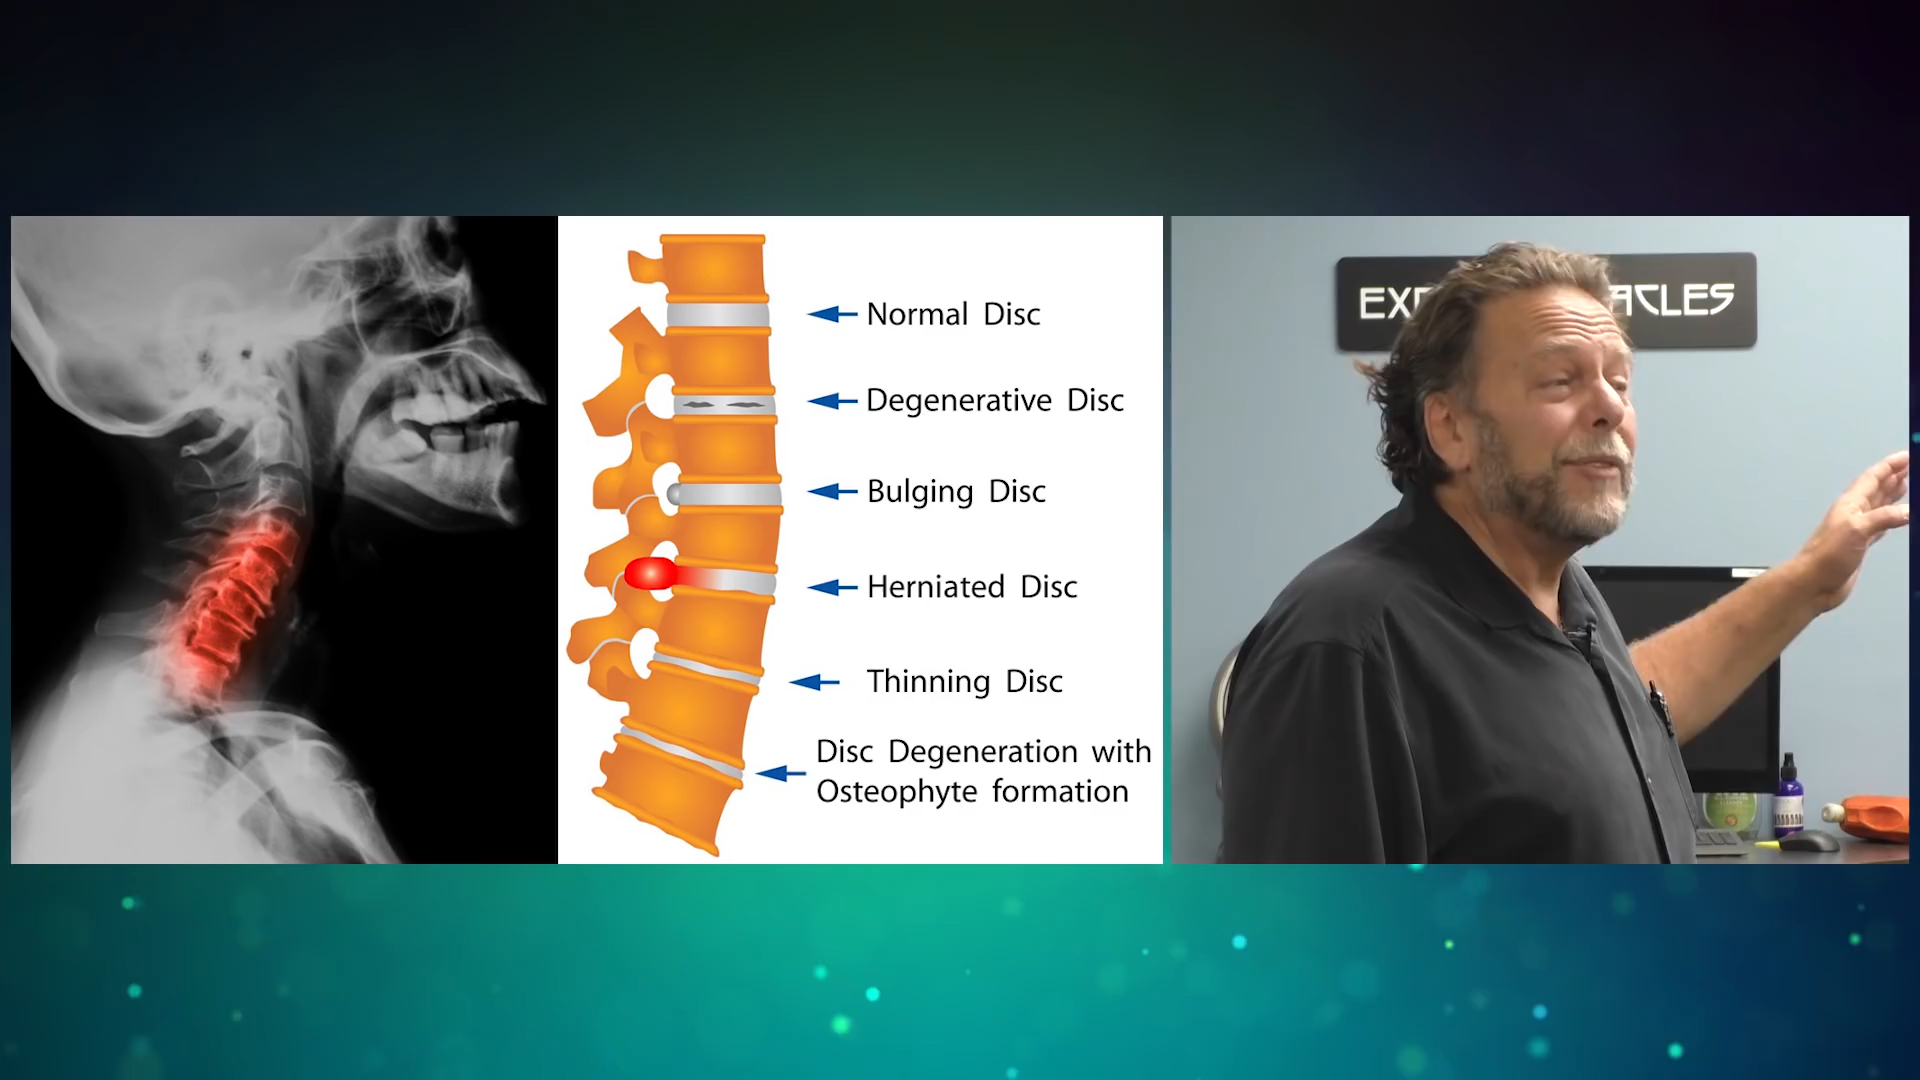 Normal Disc
Degenerative Disc
Bulging Disc
Herniated Disc
Thinning Disc
Disc Degeneration with
Osteophyte formation